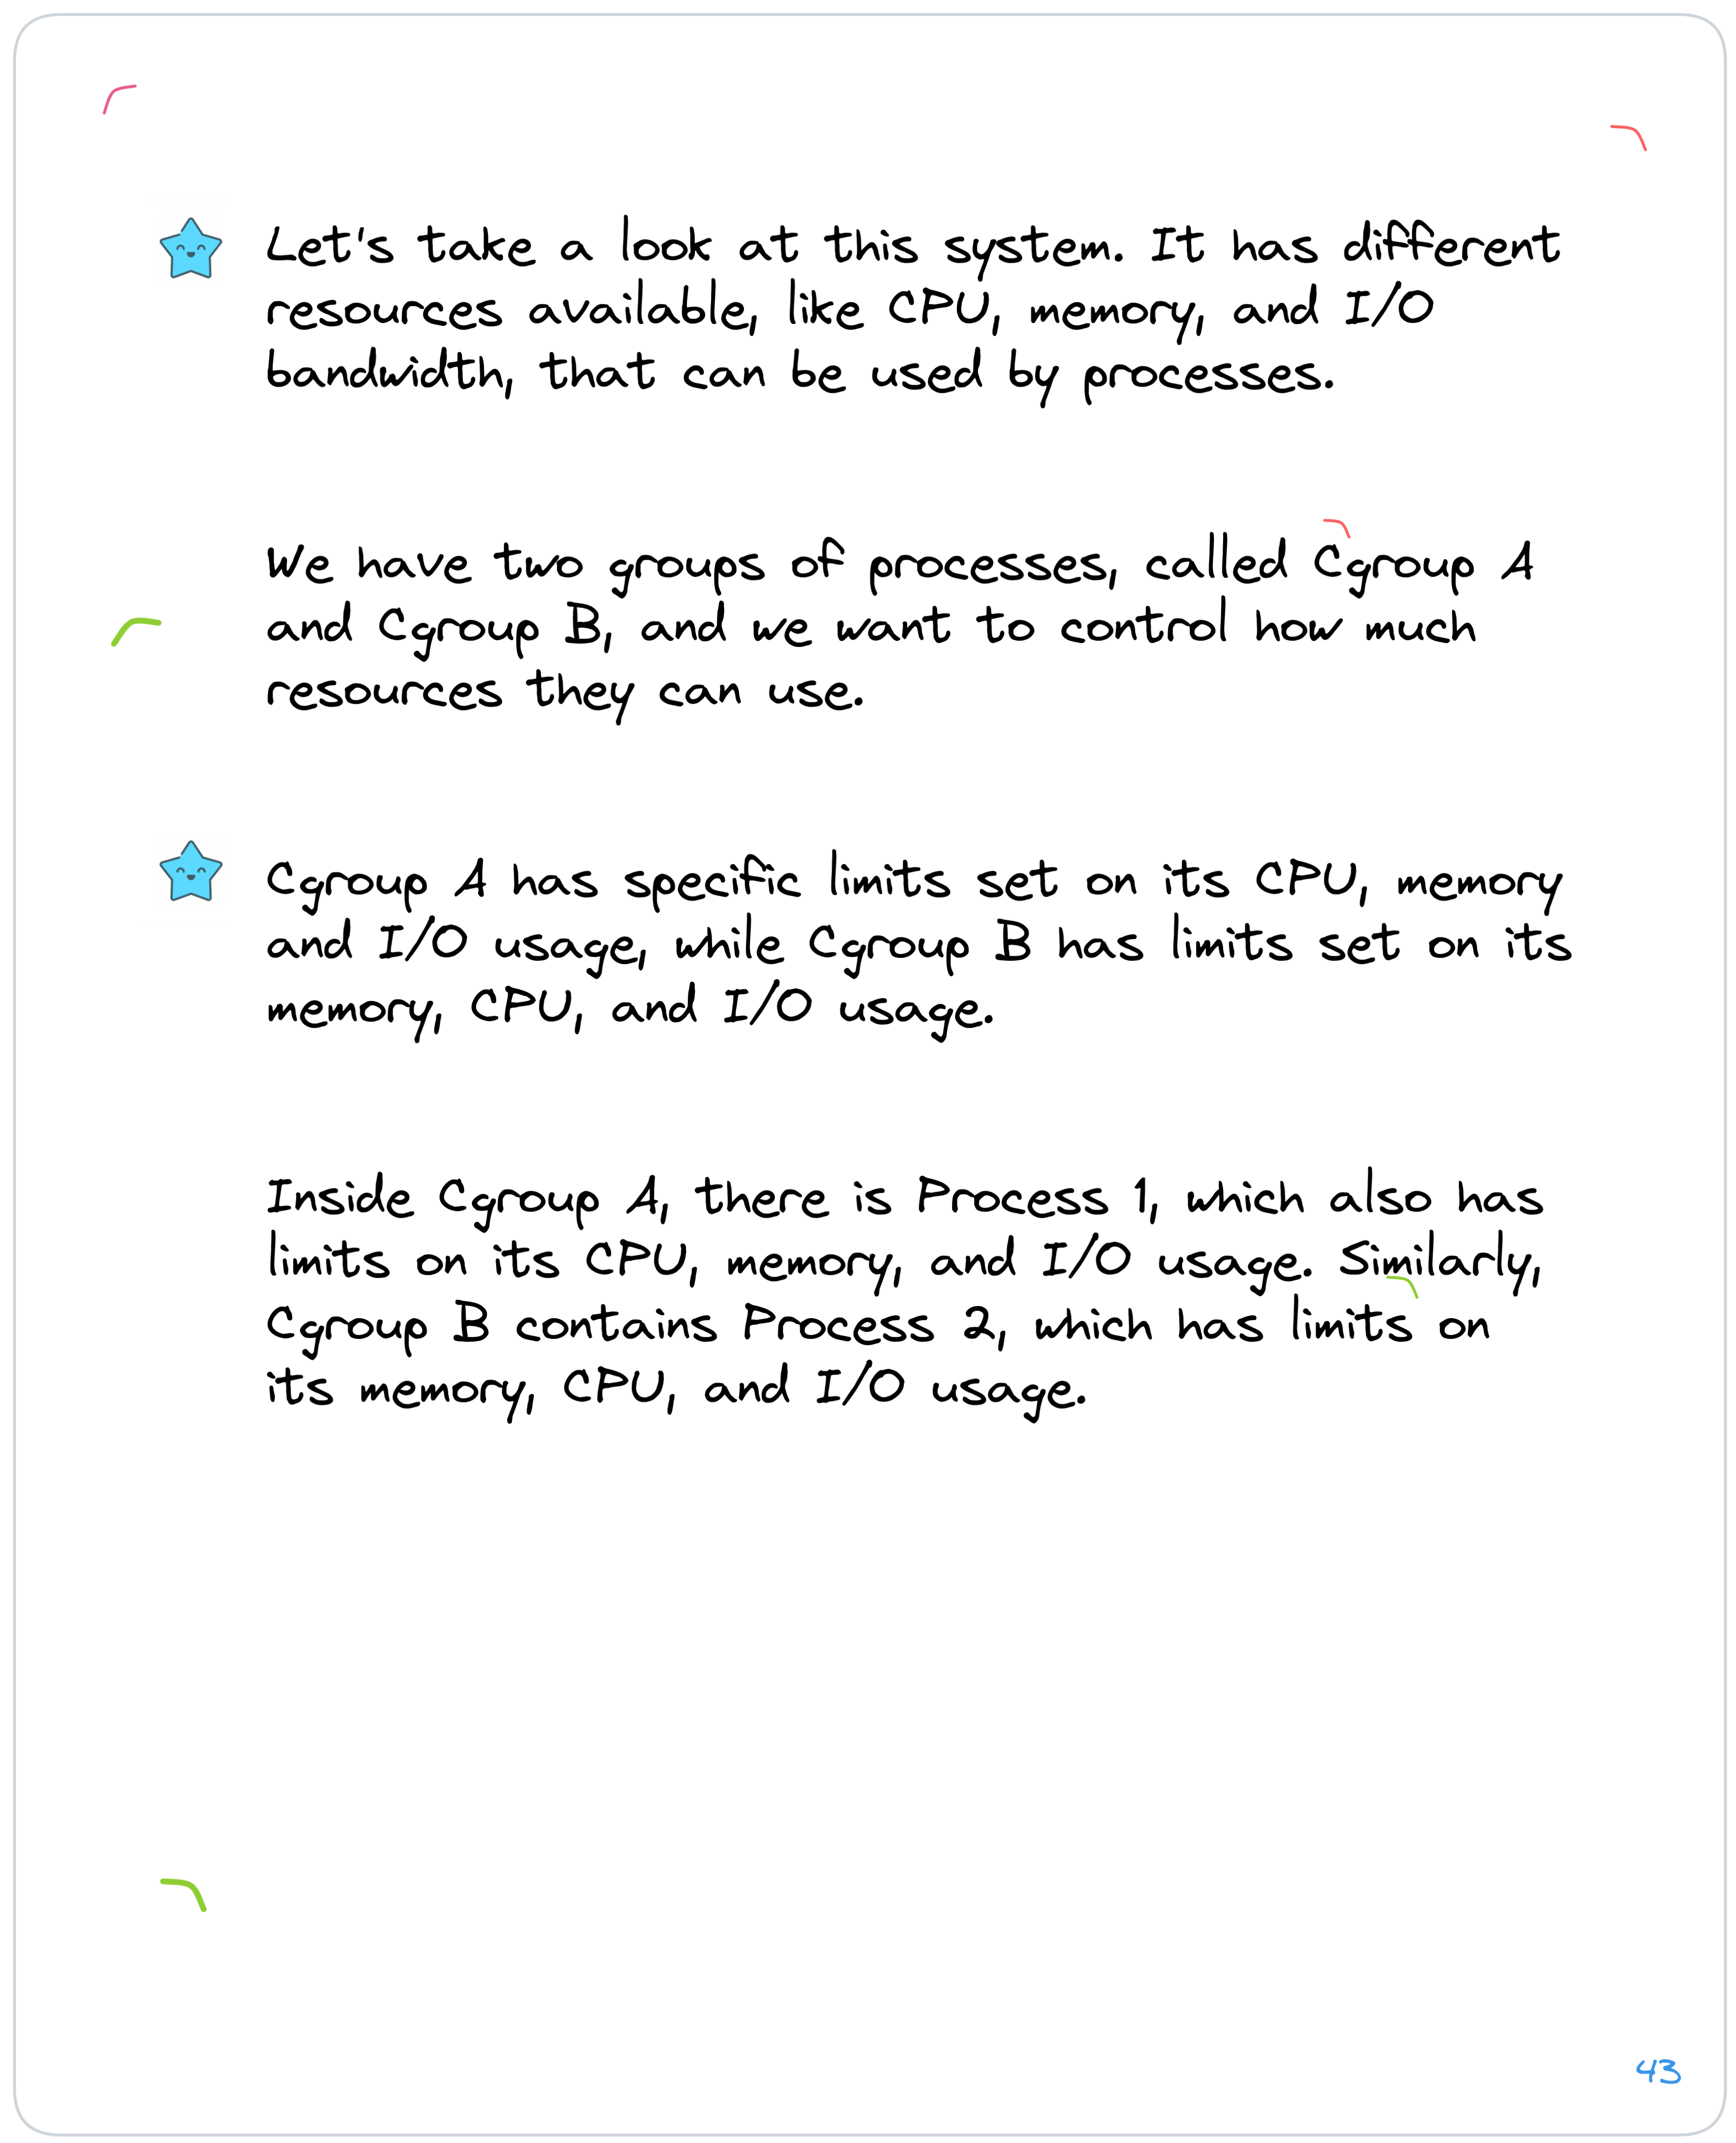 Let's take a look at this system. It has different
resources available, like CPU, memory, and I/O
bandwidth, that can be used by processes.
We have two groups of processes, called Cgroup A
and Cgroup B, and we want to control how much
resources they can use.
Cgroup A has specific limits set on its CPU, memory
and I/O usage, while Cgroup B has limits set on its
memory, CPU, and I/O usage.
Inside Cgroup A, there is Process 1, which also has
limits on its CPU, memory, and I/O usage. Similarly,
Cgroup B contains Process 2, which has limits on
its memory, CPU, and I/O usage.
43